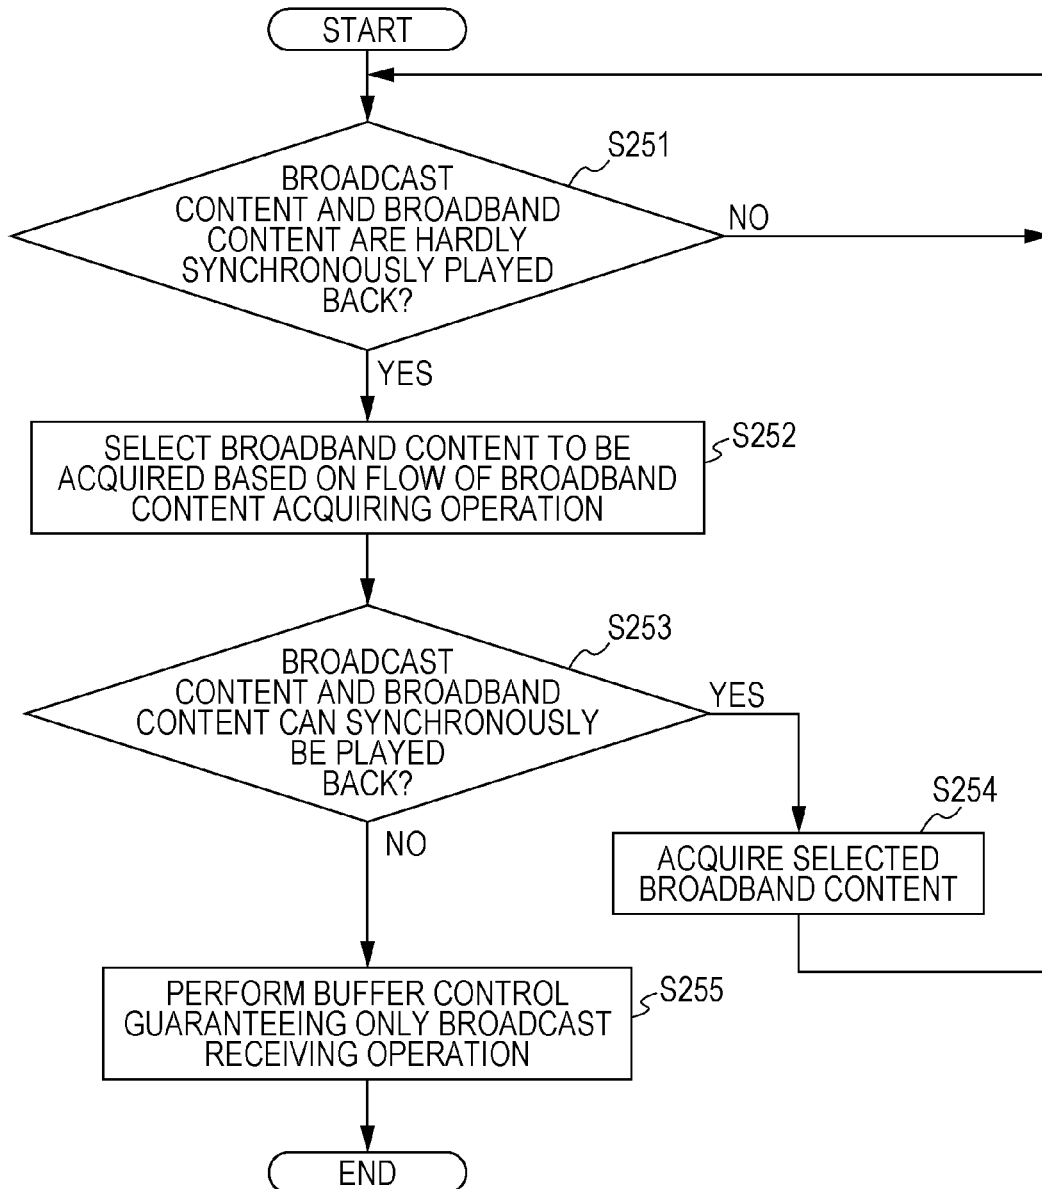 START
S251
BROADCAST
CONTENT AND BROADBAND
CONTENT ARE HARDLY
SYNCHRONOUSLY PLAYED
BACK?
NO
YES
S252
SELECT BROADBAND CONTENT TO BE
ACQUIRED BASED ON FLOW OF BROADBAND
CONTENT ACQUIRING OPERATION
S253
BROADCAST
CONTENT AND BROADBAND
CONTENT CAN SYNCHRONOUSLY
BE PLAYED
BACK?
YES
NO
S254
ACQUIRE SELECTED
BROADBAND CONTENT
S255
PERFORM BUFFER CONTROL
GUARANTEEING ONLY BROADCAST
RECEIVING OPERATION
END